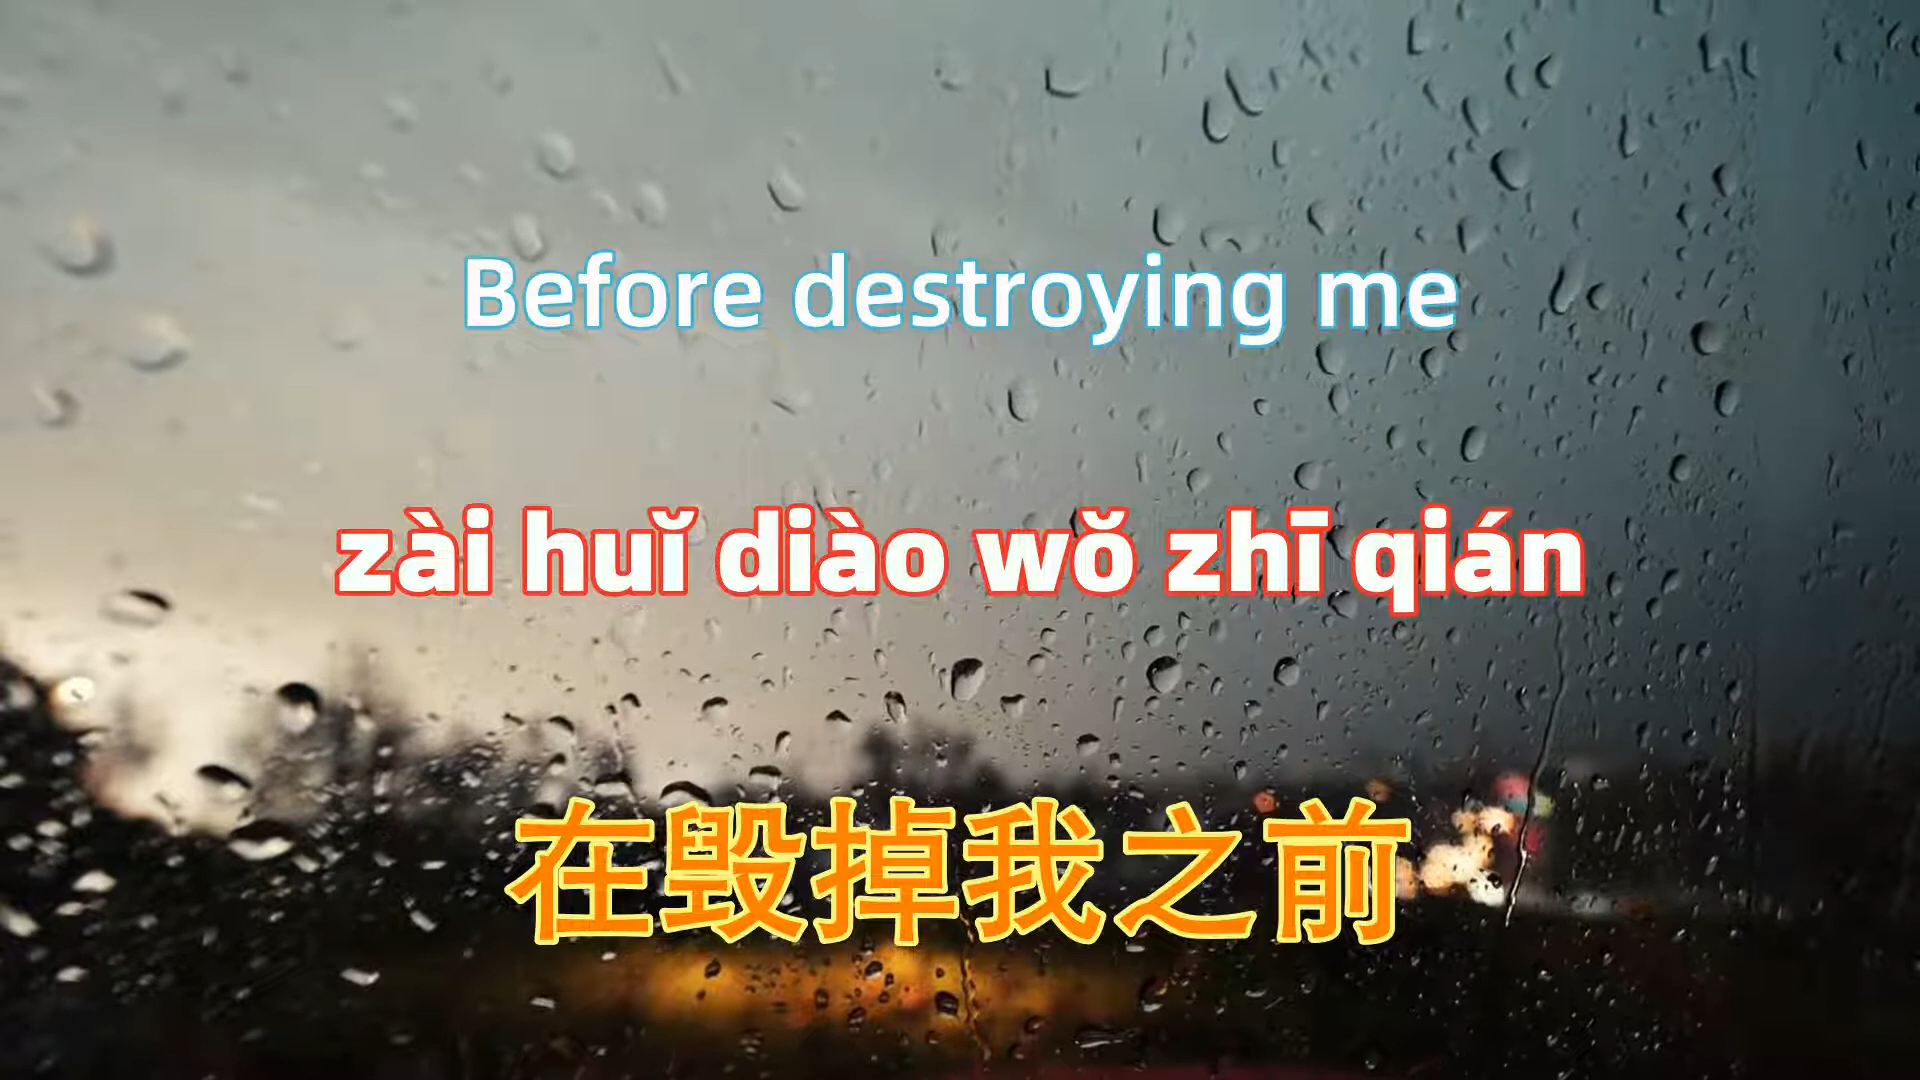 Before destroying me
zài huǐ diào wǒ zhī qián
在毁掉我之前